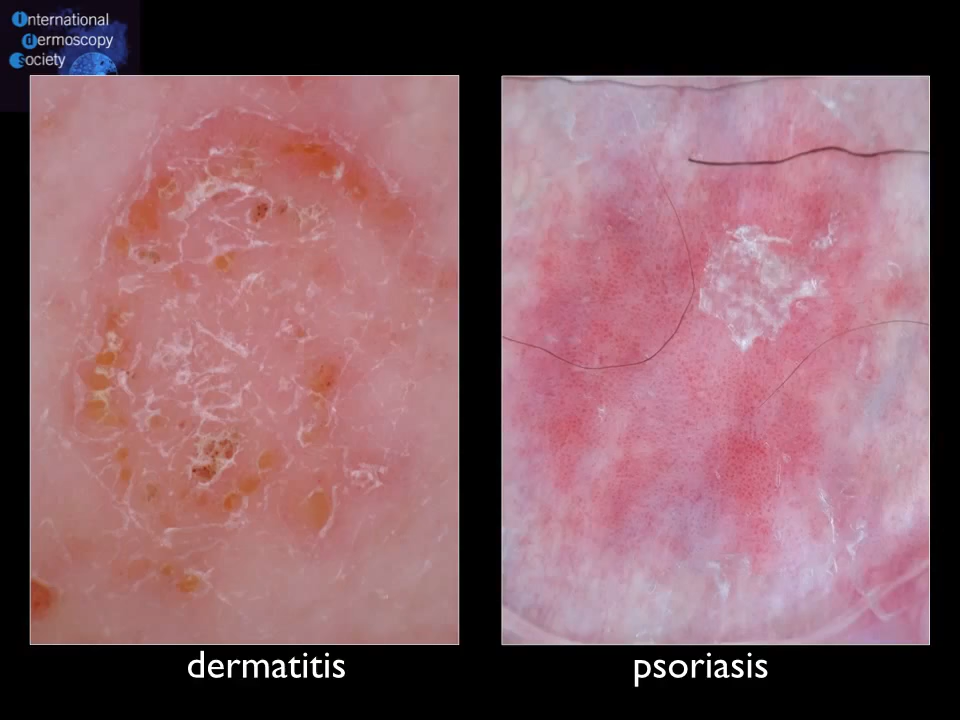 International
dermoscopy
Society
dermatitis
psoriasis